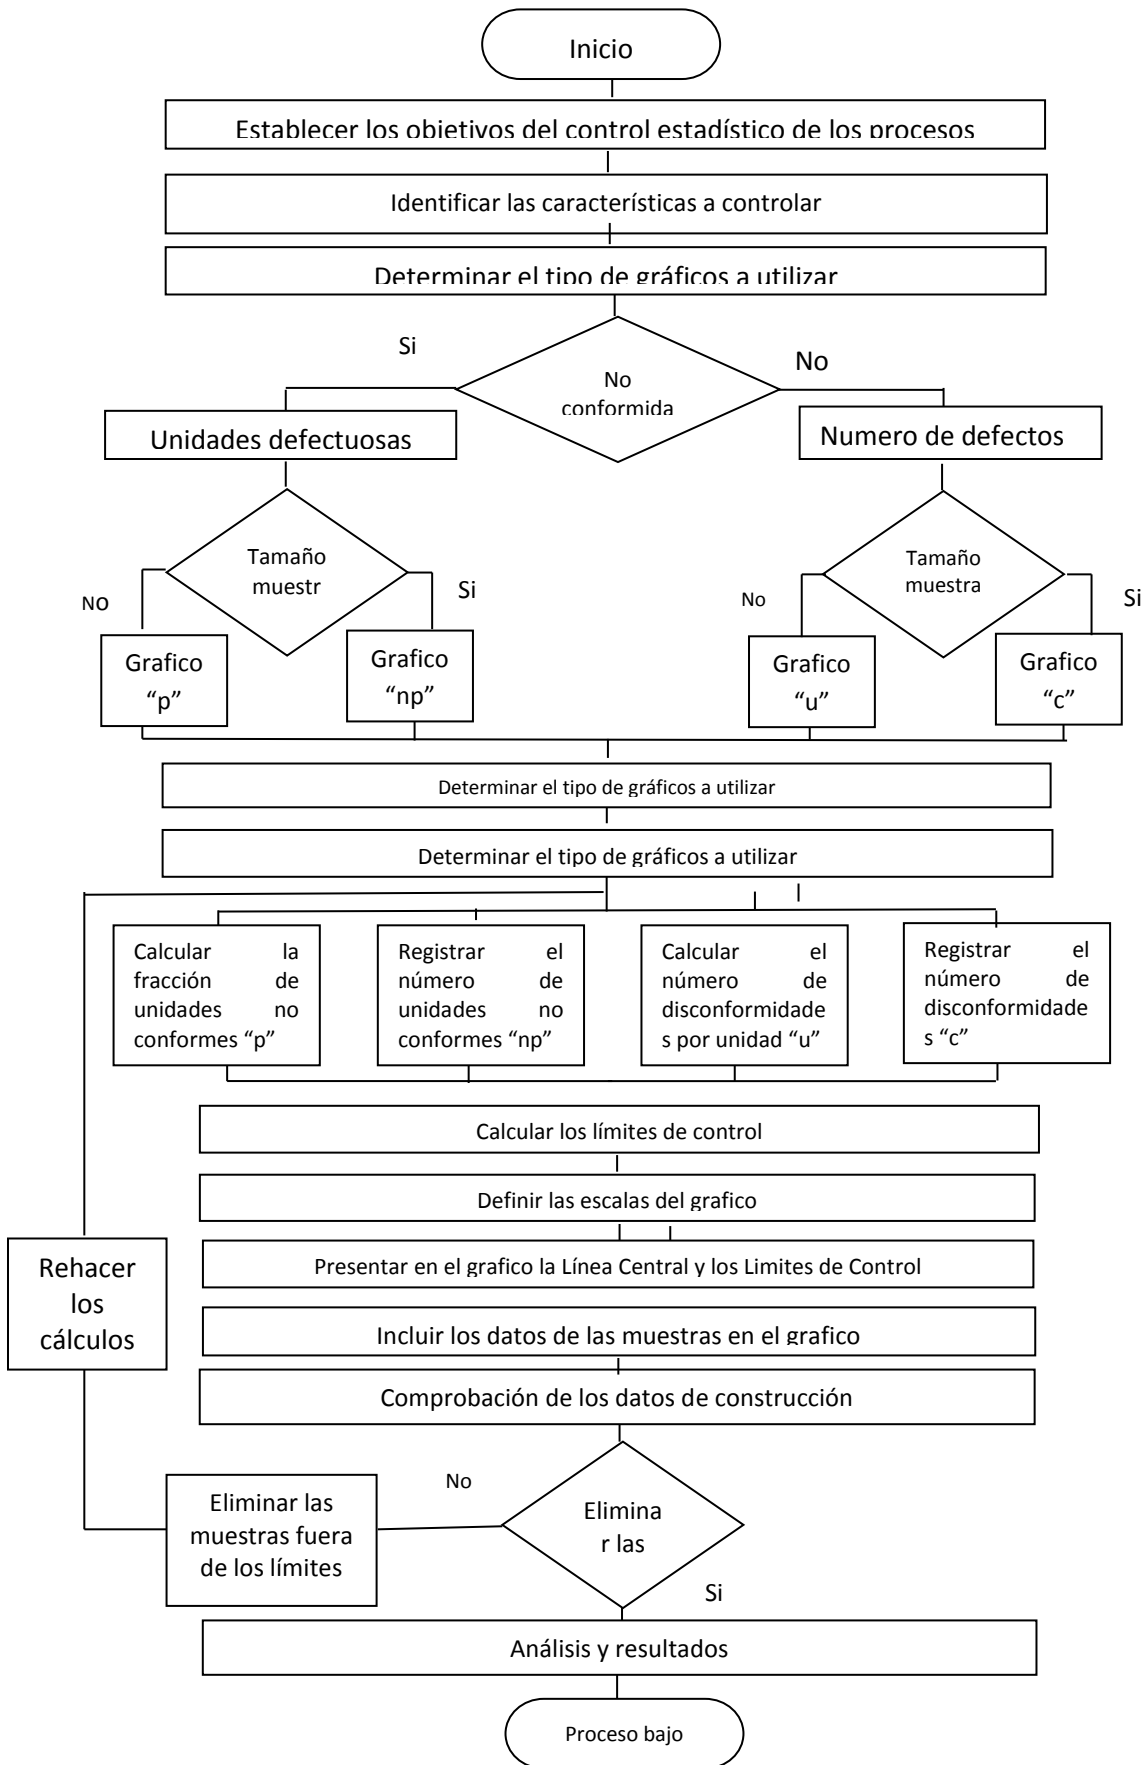 Inicio
Establecer los objetivos del control estadístico de los procesos
Identificar las características a controlar
Determinar el tipo de gráficos a utilizar
Si
No
No
conformida
Unidades defectuosas
Numero de defectos
Tamaño
muestr
Tamaño
muestra
No
Si
No
Si
Grafico
“p”
Grafico
“np”
Grafico
“u”
Grafico
“c”
Determinar el tipo de gráficos a utilizar
Determinar el tipo de gráficos a utilizar
Calcular la
fracción de
unidades no
conformes “p”
Registrar el
número de
unidades no
conformes “np”
Calcular el
número de
disconformidade
s por unidad “u”
Registrar el
número de
disconformidade
s “c”
Calcular los límites de control
Definir las escalas del grafico
Presentar en el grafico la Línea Central y los Limites de Control
Rehacer
los
cálculos
Incluir los datos de las muestras en el grafico
Comprobación de los datos de construcción
No
Eliminar las
muestras fuera
de los límites
Elimina
r las
Si
Análisis y resultados
Proceso bajo